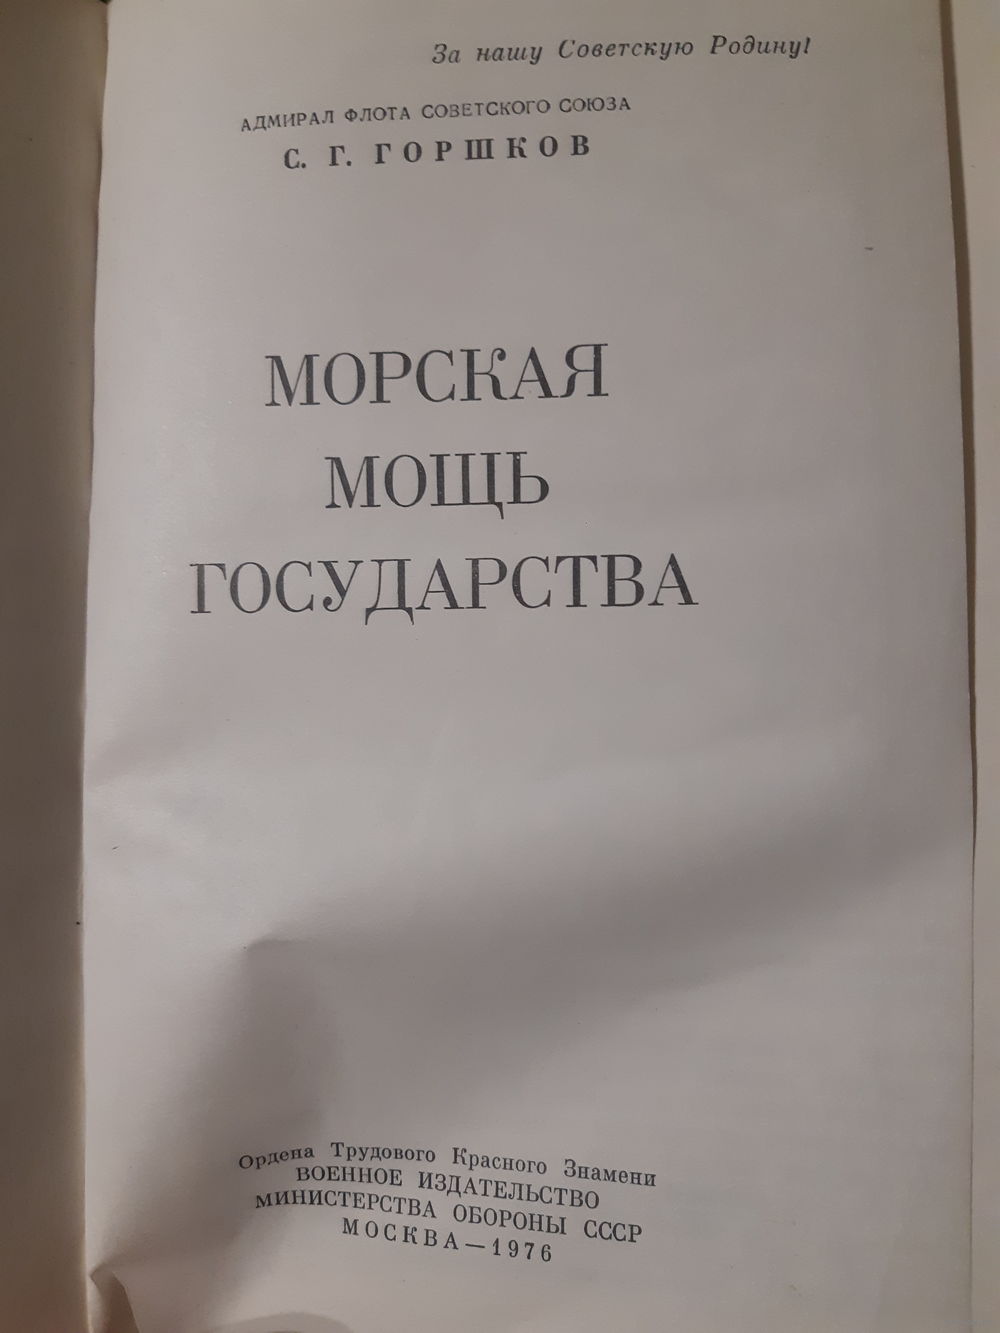 За нашу Советскую Родину!
АДМИРАЛ ФЛОТА СОВЕТСКОГО СОЮЗА
С. Г. ГОРШКОВ
МОРСКАЯ
МОЩЬ
ГОСУДАРСТВА
Ордена Трудового Красного Знамени
ВОЕННОЕ ИЗДАТЕЛЬСТВО
МИНИСТЕРСТВА ОБОРОНЫ СССР
МОСКВА — 1976